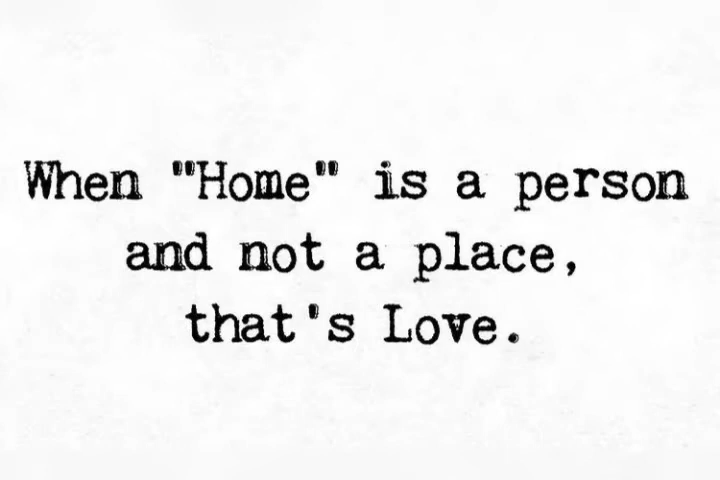 When "Home" is a person
and not a place,
that's Love.